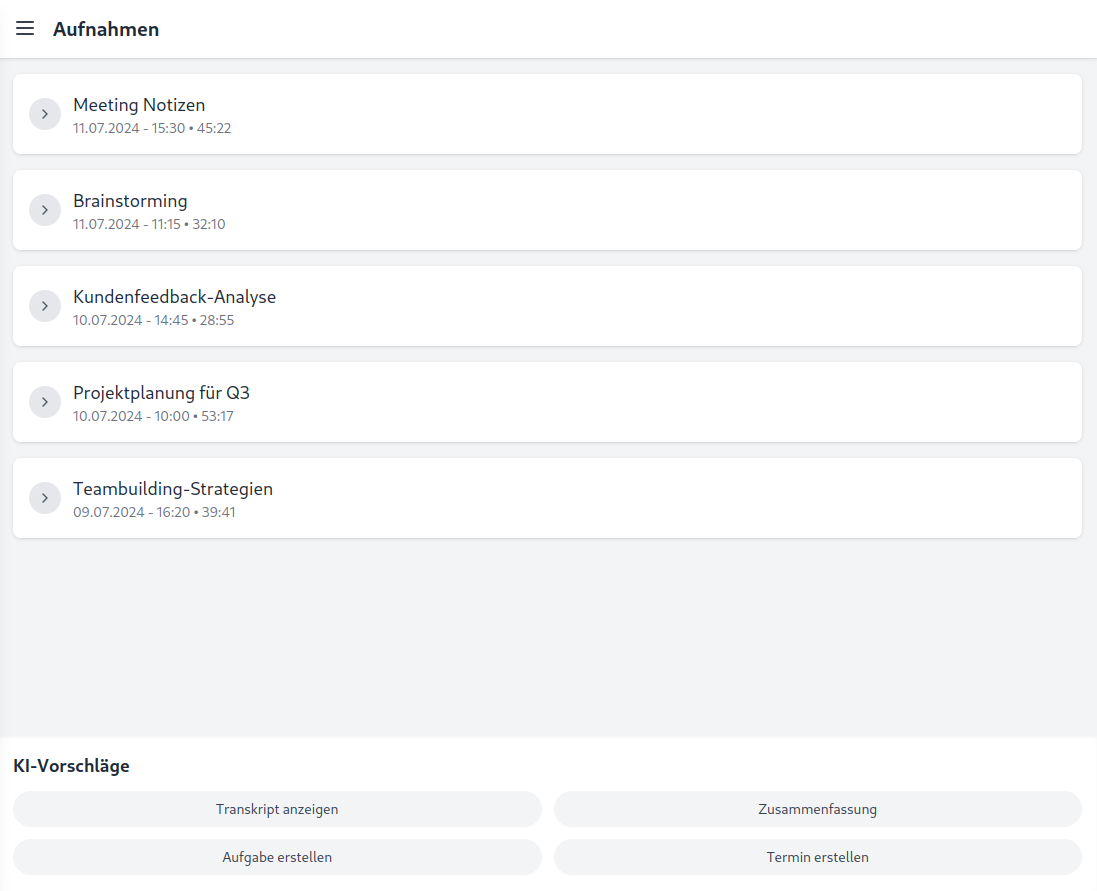 Aufnahmen
Meeting Notizen
11.07.2024 - 15:30 • 45:22
Brainstorming
11.07.2024 - 11:15 • 32:10
Kundenfeedback-Analyse
10.07.2024 - 14:45 • 28:55
Projektplanung für Q3
10.07.2024 - 10:00 • 53:17
Teambuilding-Strategien
09.07.2024 - 16:20 • 39:41
KI-Vorschläge
Transkript anzeigen
Zusammenfassung
Aufgabe erstellen
Termin erstellen